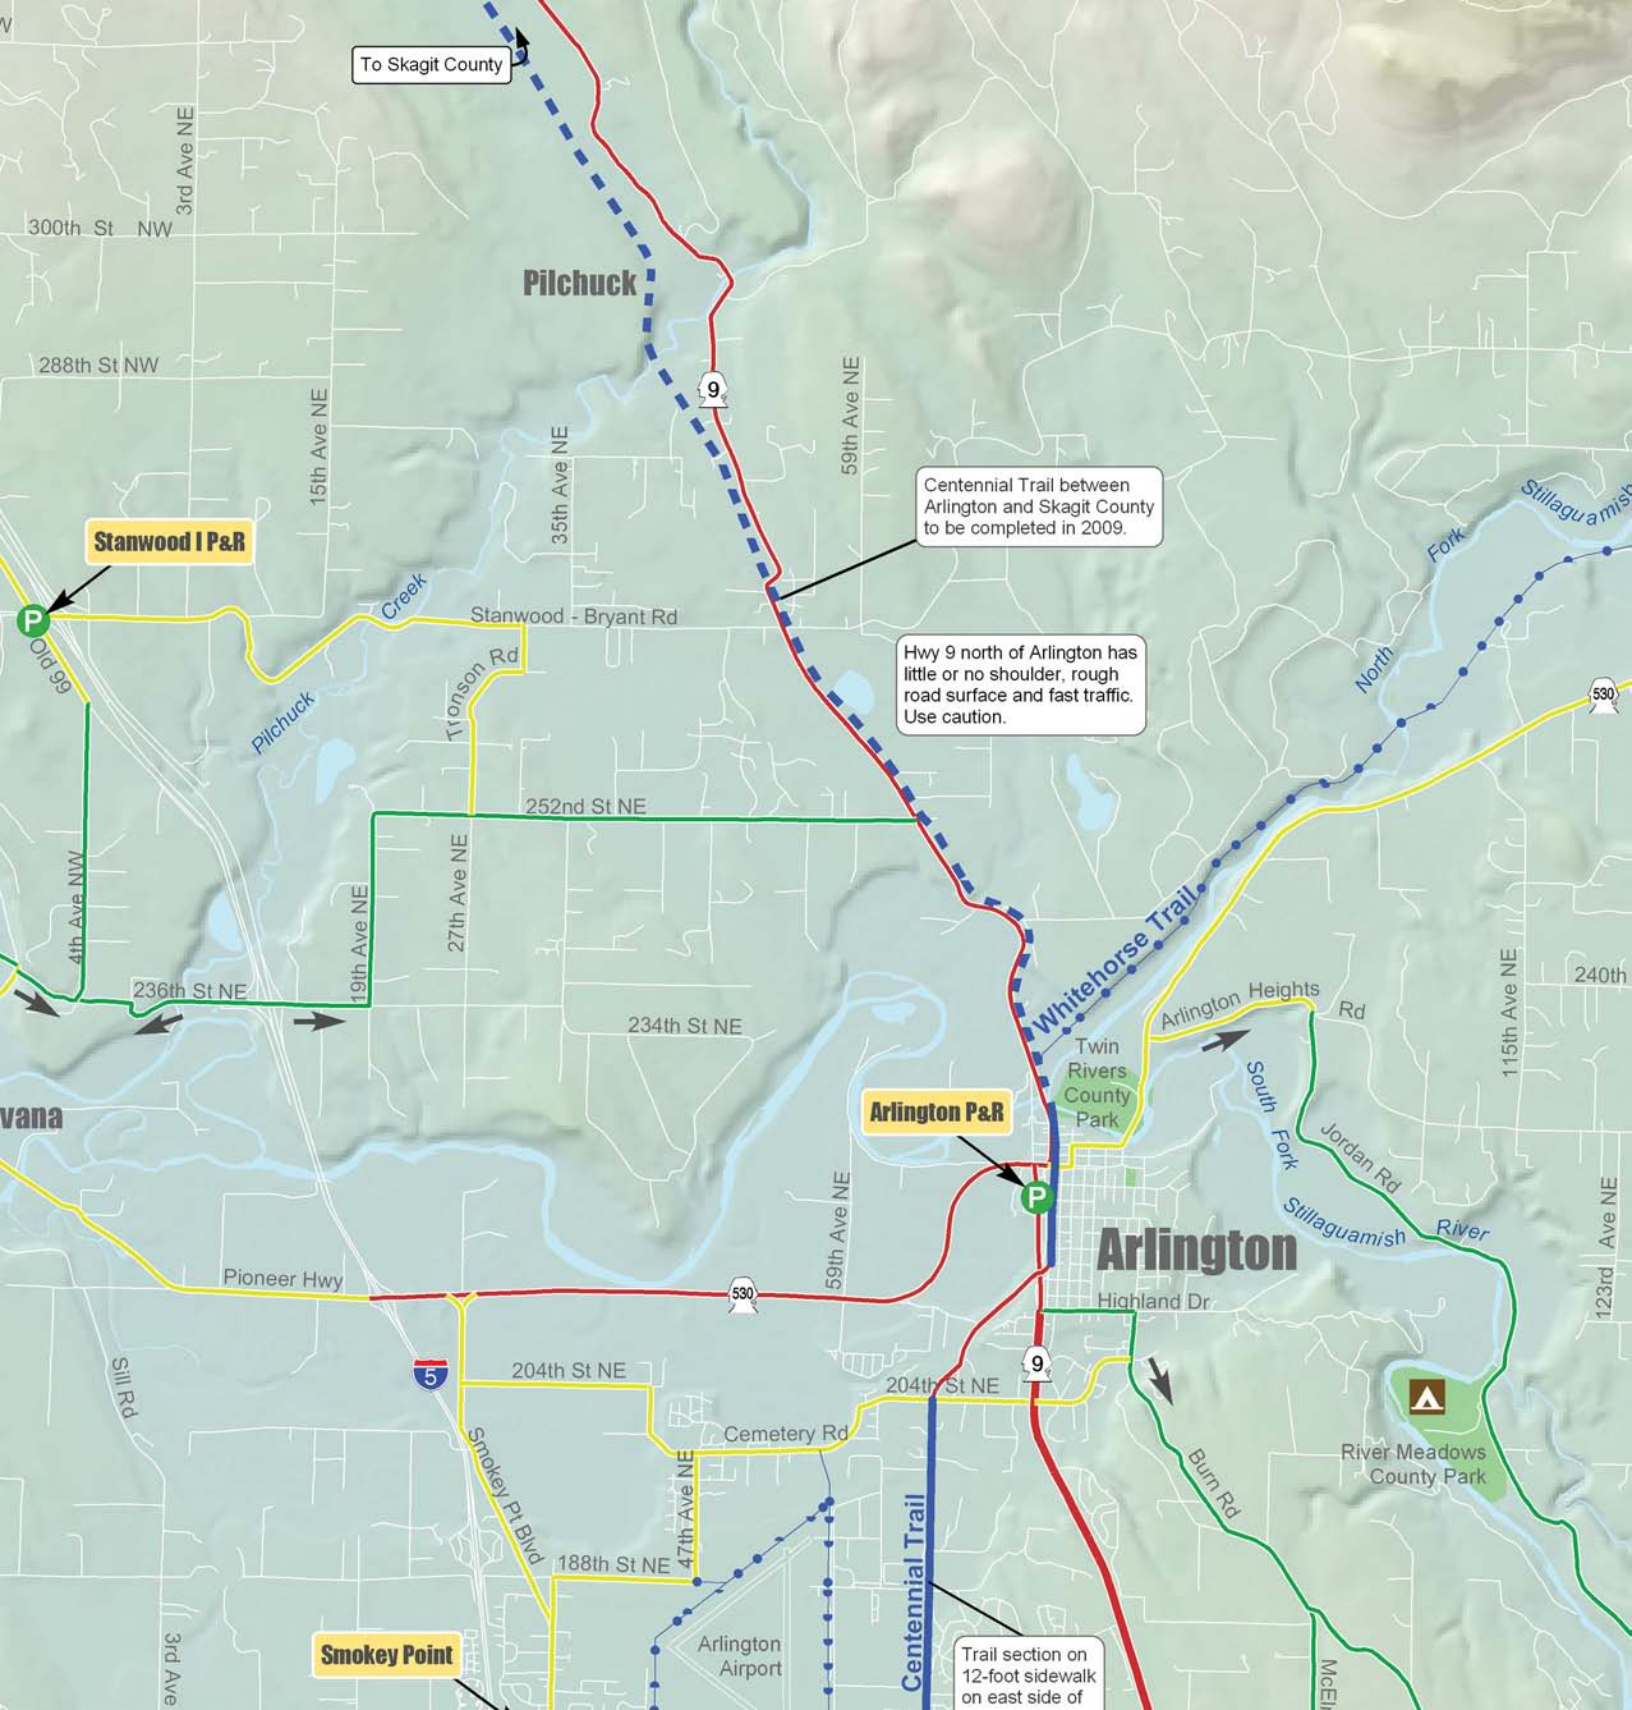 To Skagit County
3rd Ave NE
300th St NW
Pilchuck
288th St NW
9
15th Ave NE
35th Ave NE
59th Ave NE
Centennial Trail between
Arlington and Skagit County
to be completed in 2009.
Stillaguamish
North Fork
Stanwood I P&R
P
Old 99
Pilchuck Creek
Stanwood - Bryant Rd
Tronson Rd
Hwy 9 north of Arlington has
little or no shoulder, rough
road surface and fast traffic.
Use caution.
530
252nd St NE
4th Ave NW
19th Ave NE
27th Ave NE
236th St NE
234th St NE
Whitehorse Trail
Arlington Heights Rd
115th Ave NE
240th
Twin
Rivers
County
Park
South Fork
Stillaguamish River
vana
Arlington P&R
P
Jordan Rd
59th Ave NE
123rd Ave NE
Arlington
Pioneer Hwy
530
Highland Dr
Sill Rd
5
204th St NE
204th St NE
9
Cemetery Rd
47th Ave NE
Smokey Pt Blvd
188th St NE
Burn Rd
River Meadows
County Park
Centennial Trail
3rd Ave
Smokey Point
Arlington
Airport
Trail section on
12-foot sidewalk
on east side of